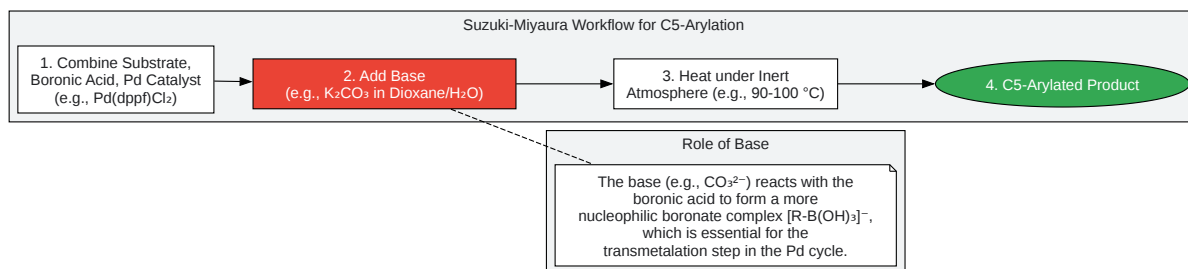 Suzuki-Miyaura Workflow for C5-Arylation
1. Combine Substrate,
Boronic Acid, Pd Catalyst
(e.g., Pd(dppf)Cl₂)
2. Add Base
(e.g., K₂CO₃ in Dioxane/H₂O)
3. Heat under Inert
Atmosphere (e.g., 90-100 °C)
4. C5-Arylated Product
Role of Base
The base (e.g., CO₃²⁻) reacts with the
boronic acid to form a more
nucleophilic boronate complex [R-B(OH)₃]⁻,
which is essential for the
transmetalation step in the Pd cycle.